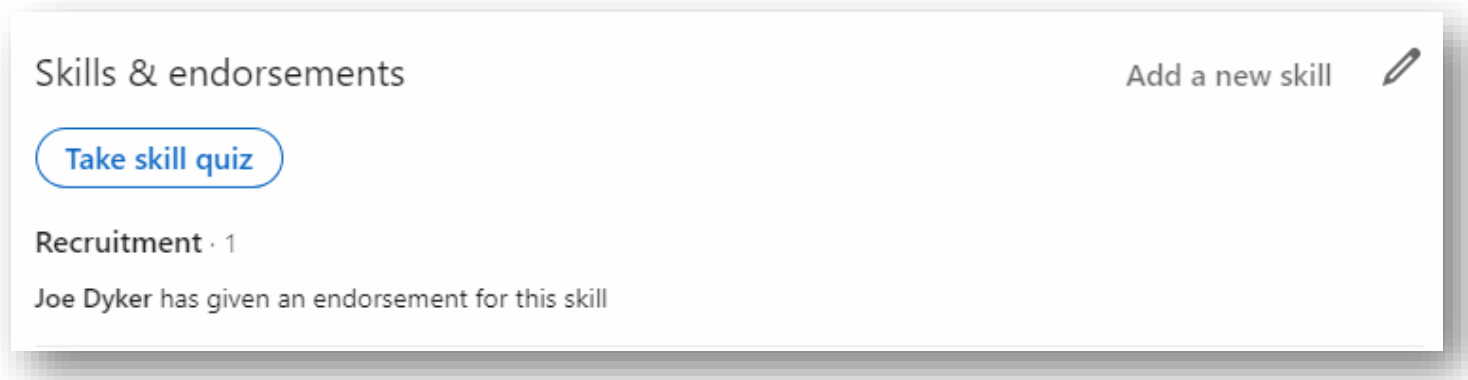 Skills & endorsements
Add a new skill
Take skill quiz
Recruitment · 1
Joe Dyker has given an endorsement for this skill